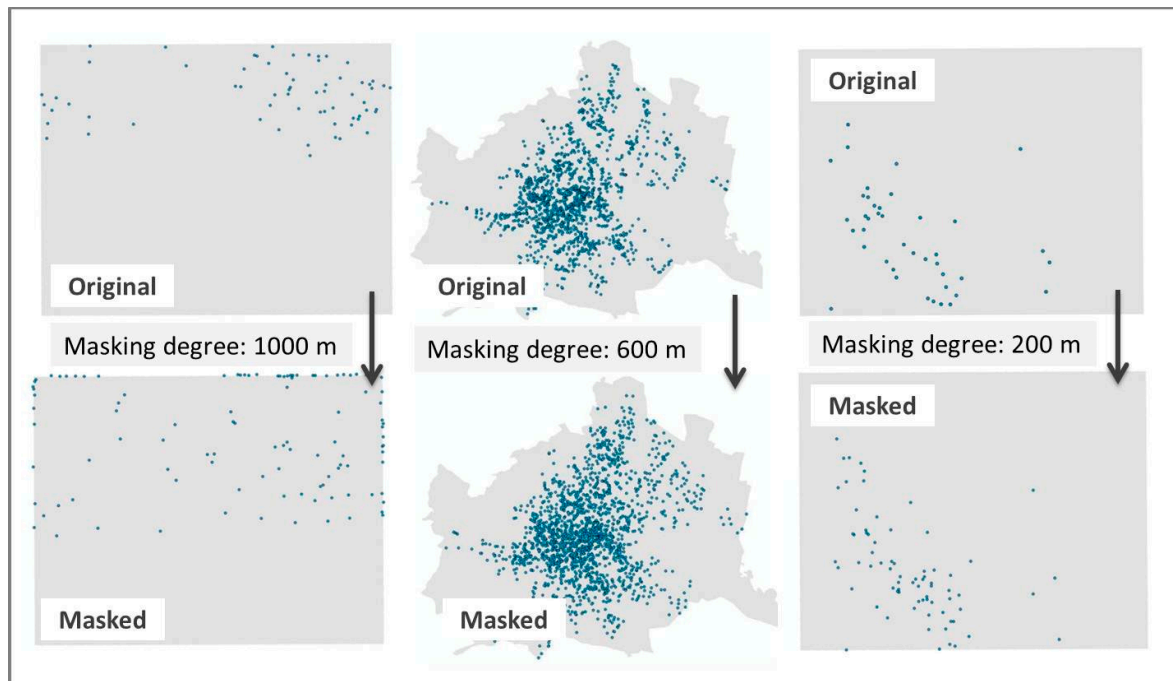 Original
Masking degree: 1000 m
Masked
Original
Masking degree: 600 m
Masked
Original
Masking degree: 200 m
Masked